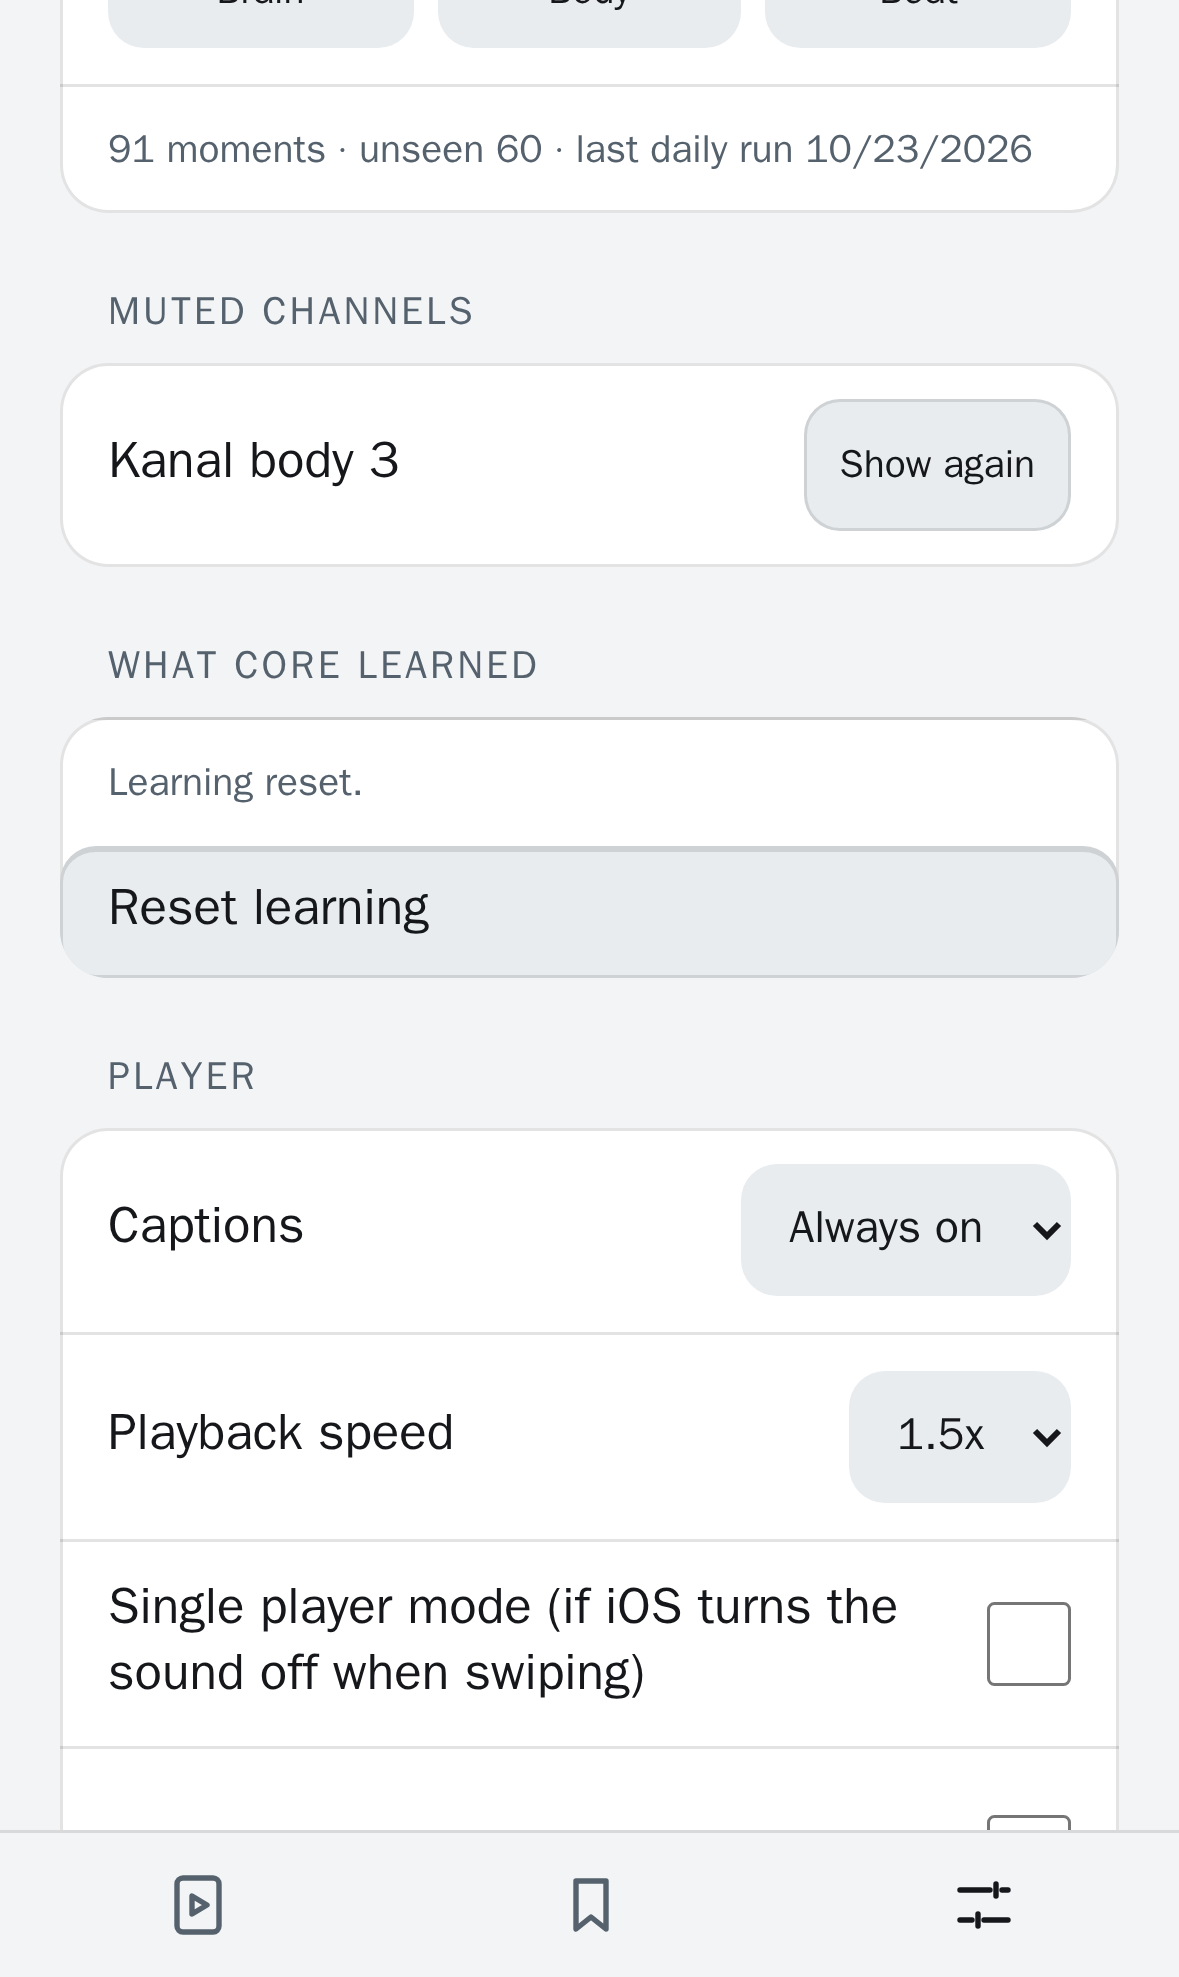 91 moments · unseen 60 · last daily run 10/23/2026
MUTED CHANNELS
Kanal body 3
Show again
WHAT CORE LEARNED
Learning reset.
Reset learning
PLAYER
Captions
Always on
Playback speed
1.5x
Single player mode (if iOS turns the
sound off when swiping)